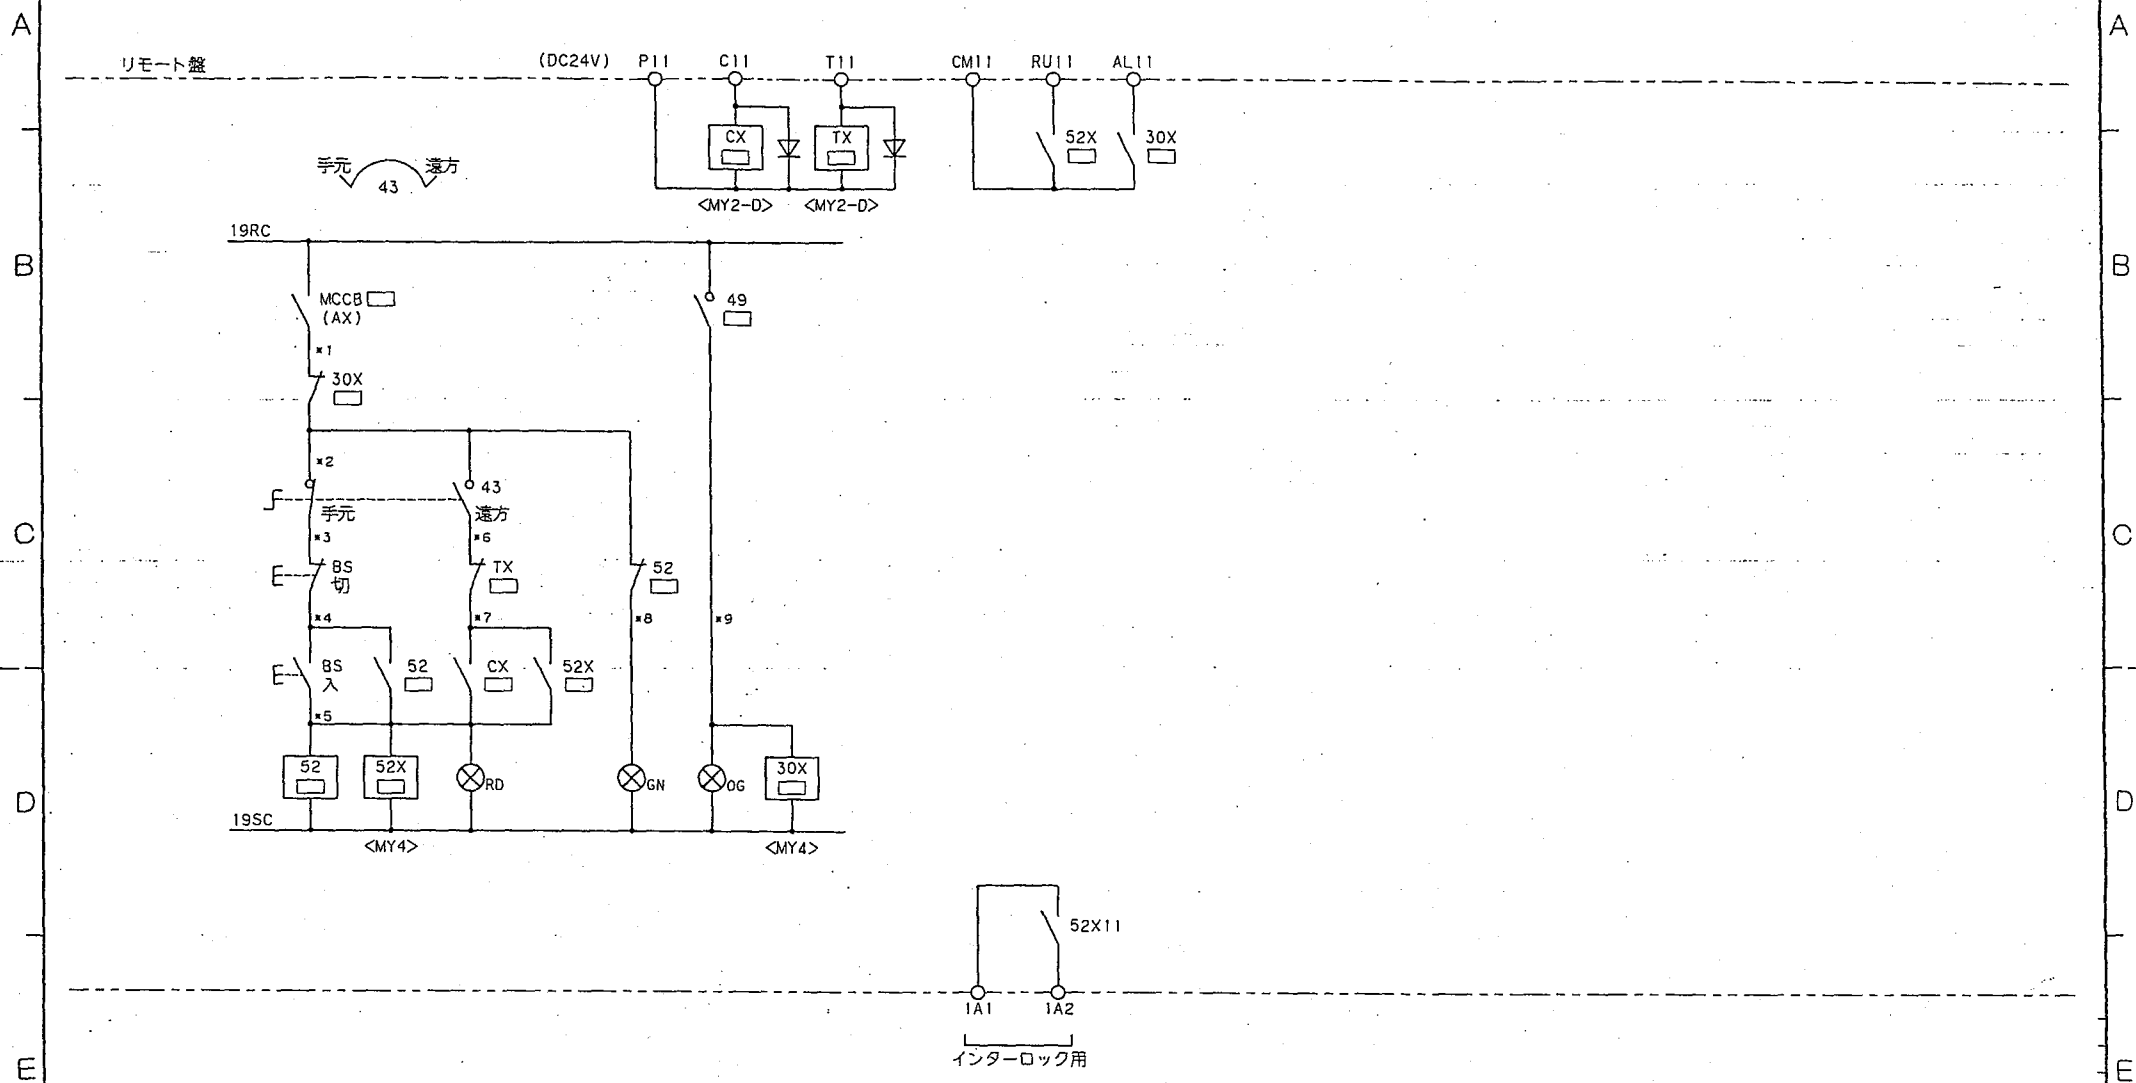 A A
リモート盤 (DC24V) P11 C11 T11 CM11 RU11 AL11
CX TX 52X 30X
手元 43 遠方
<MY2-D> <MY2-D>
19RC
B B
MCCB 49
(AX)
*1
30X
*2
43
手元 遠方
C C
*3 *6
BS TX 52
切
*4 *7 *8 *9
BS 52 CX 52X
入
*5
52 52X RD GN OG 30X
D D
19SC
<MY4> <MY4>
52X11
1A1 1A2
インターロック用
E E